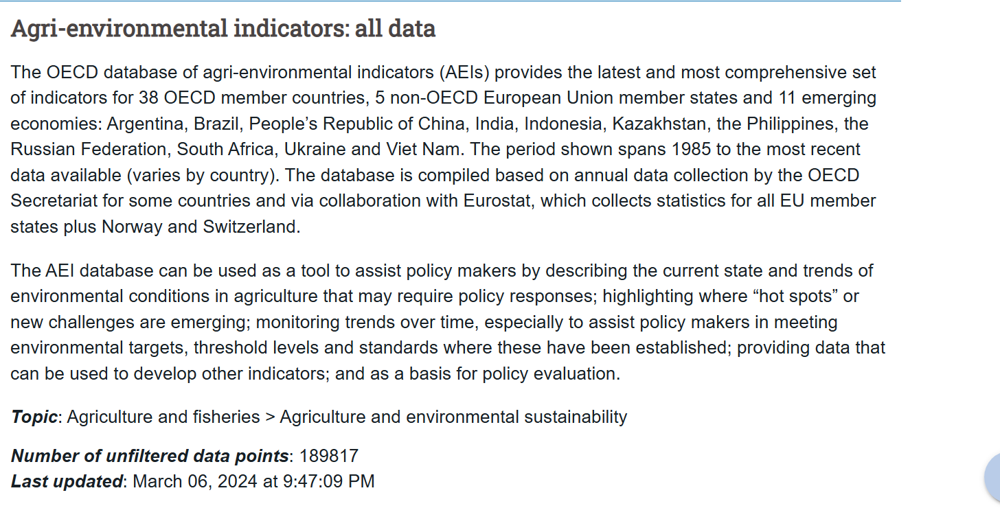 Agri-environmental indicators: all data
The OECD database of agri-environmental indicators (AEIs) provides the latest and most comprehensive set
of indicators for 38 OECD member countries, 5 non-OECD European Union member states and 11 emerging
economies: Argentina, Brazil, People’s Republic of China, India, Indonesia, Kazakhstan, the Philippines, the
Russian Federation, South Africa, Ukraine and Viet Nam. The period shown spans 1985 to the most recent
data available (varies by country). The database is compiled based on annual data collection by the OECD
Secretariat for some countries and via collaboration with Eurostat, which collects statistics for all EU member
states plus Norway and Switzerland.
The AEI database can be used as a tool to assist policy makers by describing the current state and trends of
environmental conditions in agriculture that may require policy responses; highlighting where “hot spots” or
new challenges are emerging; monitoring trends over time, especially to assist policy makers in meeting
environmental targets, threshold levels and standards where these have been established; providing data that
can be used to develop other indicators; and as a basis for policy evaluation.
Topic: Agriculture and fisheries > Agriculture and environmental sustainability
Number of unfiltered data points: 189817
Last updated: March 06, 2024 at 9:47:09 PM